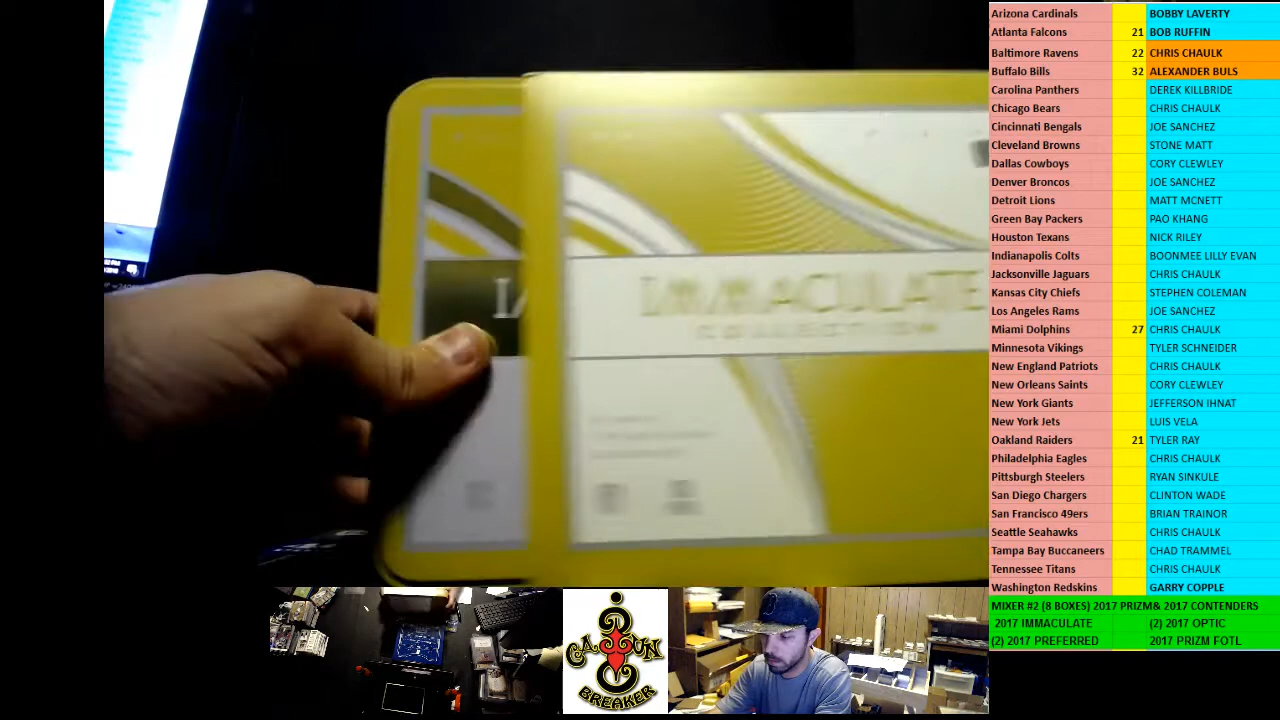 IMMACULATE
COLLECTION
Arizona Cardinals BOBBY LAVERTY
Atlanta Falcons 21 BOB RUFFIN
Baltimore Ravens 22 CHRIS CHAULK
Buffalo Bills 32 ALEXANDER BULS
Carolina Panthers DEREK KILLBRIDE
Chicago Bears CHRIS CHAULK
Cincinnati Bengals JOE SANCHEZ
Cleveland Browns STONE MATT
Dallas Cowboys CORY CLEWLEY
Denver Broncos JOE SANCHEZ
Detroit Lions MATT MCNETT
Green Bay Packers PAO KHANG
Houston Texans NICK RILEY
Indianapolis Colts BOONMEE LILLY EVAN
Jacksonville Jaguars CHRIS CHAULK
Kansas City Chiefs STEPHEN COLEMAN
Los Angeles Rams JOE SANCHEZ
Miami Dolphins 27 CHRIS CHAULK
Minnesota Vikings TYLER SCHNEIDER
New England Patriots CHRIS CHAULK
New Orleans Saints CORY CLEWLEY
New York Giants JEFFERSON IHNAT
New York Jets LUIS VELA
Oakland Raiders 21 TYLER RAY
Philadelphia Eagles CHRIS CHAULK
Pittsburgh Steelers RYAN SINKULE
San Diego Chargers CLINTON WADE
San Francisco 49ers BRIAN TRAINOR
Seattle Seahawks CHRIS CHAULK
Tampa Bay Buccaneers CHAD TRAMMEL
Tennessee Titans CHRIS CHAULK
Washington Redskins GARRY COPPLE
MIXER #2 (8 BOXES) 2017 PRIZM& 2017 CONTENDERS
2017 IMMACULATE (2) 2017 OPTIC
(2) 2017 PREFERRED 2017 PRIZM FOTL
CAJUN
BREAKER